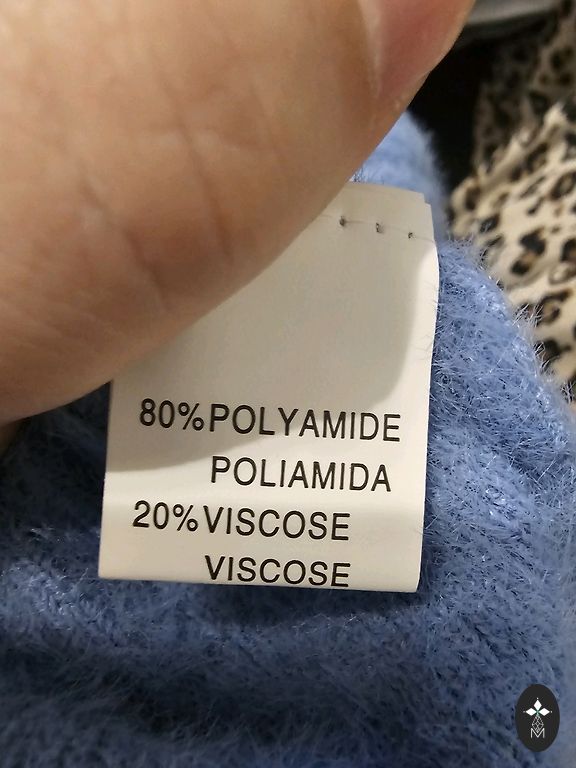 80% POLYAMIDE
POLIAMIDA
20% VISCOSE
VISCOSE
M